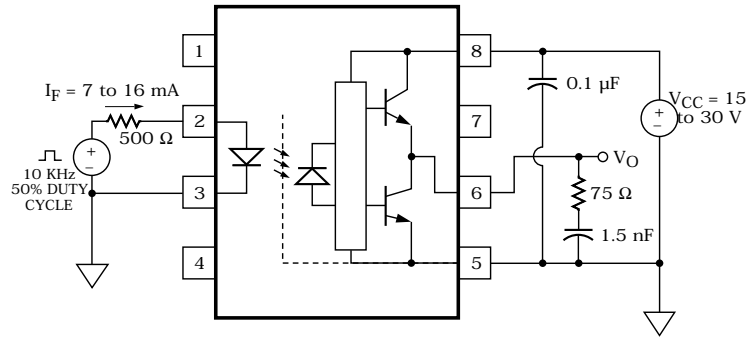 1
8
I_F = 7 to 16 mA
+
−
0.1 µF
V_CC = 15
to 30 V
+
−
2
500 Ω
7
10 KHz
50% DUTY
CYCLE
+
−
3
6
V_O
75 Ω
1.5 nF
4
5